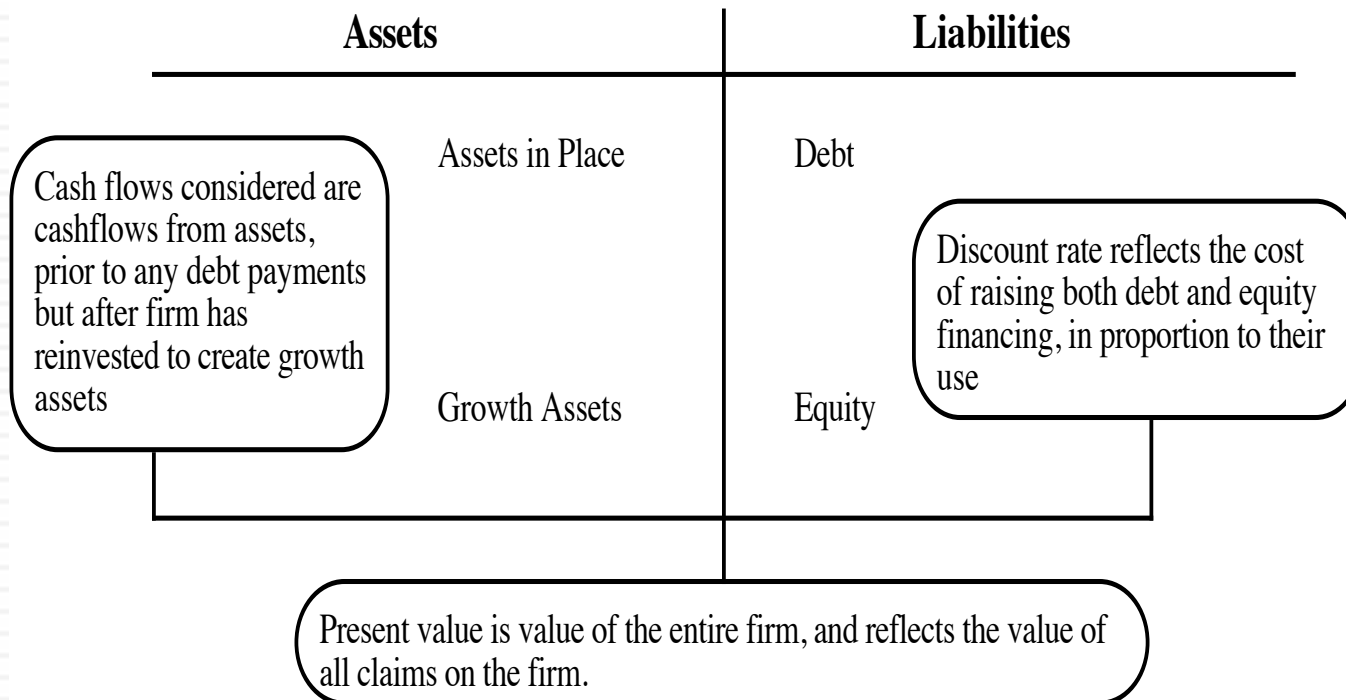 Assets
Liabilities
Assets in Place
Debt
Cash flows considered are
cashflows from assets,
prior to any debt payments
but after firm has
reinvested to create growth
assets
Discount rate reflects the cost
of raising both debt and equity
financing, in proportion to their
use
Growth Assets
Equity
Present value is value of the entire firm, and reflects the value of
all claims on the firm.